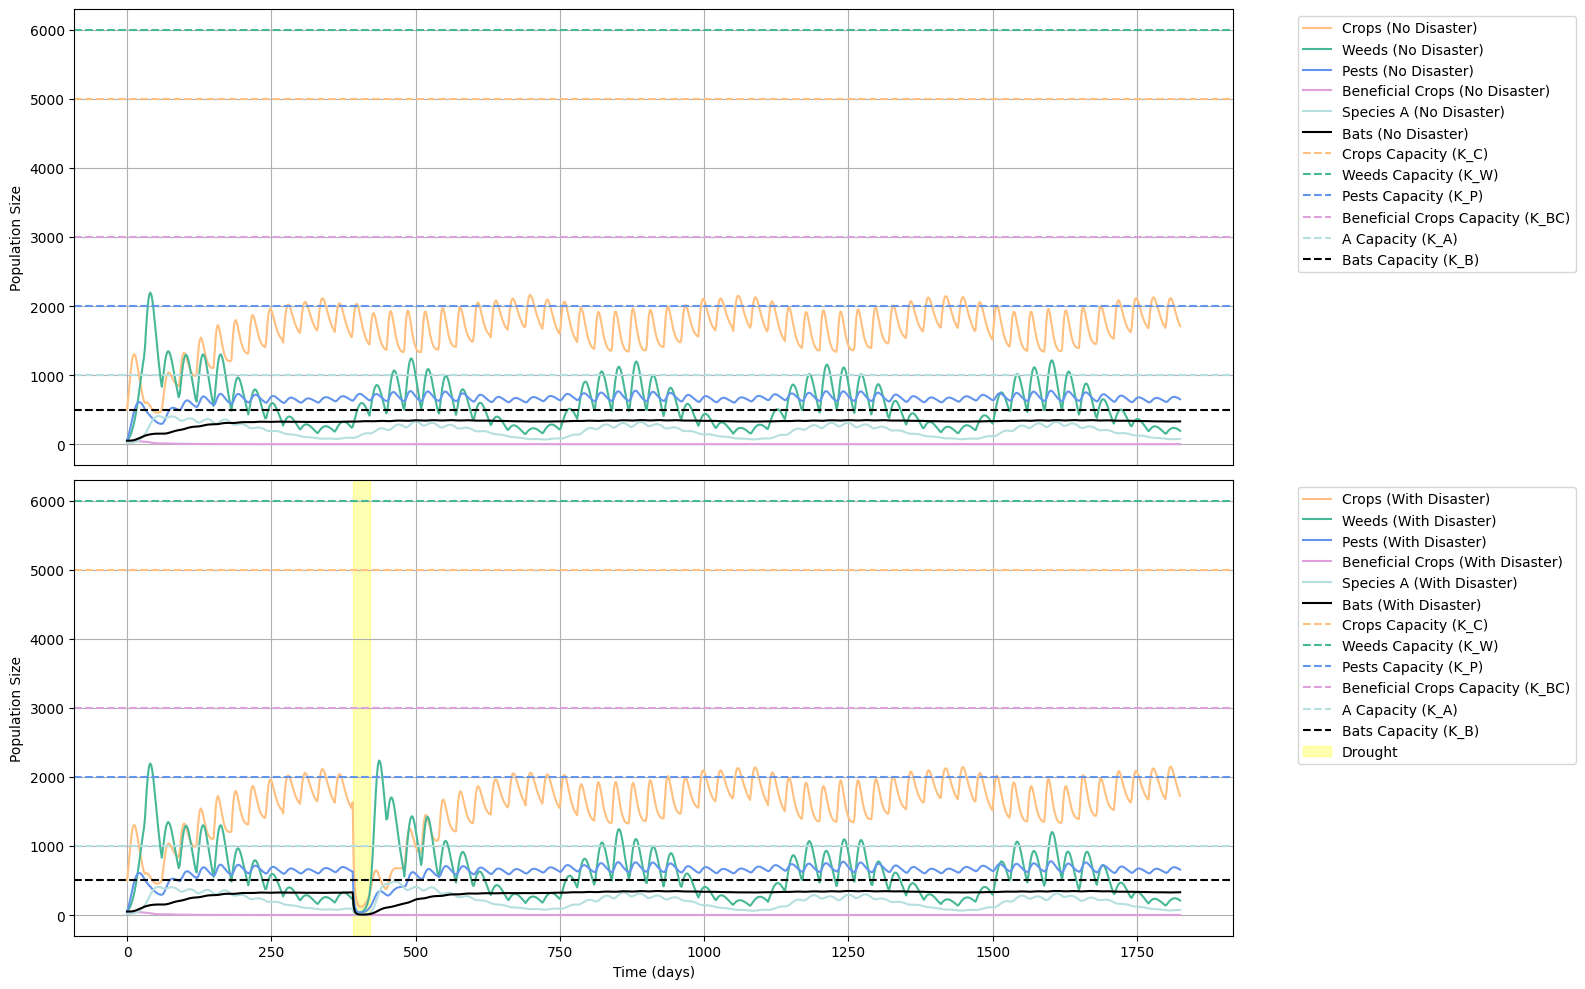 6000
5000
4000
3000
2000
1000
0
Population Size
Crops (No Disaster)
Weeds (No Disaster)
Pests (No Disaster)
Beneficial Crops (No Disaster)
Species A (No Disaster)
Bats (No Disaster)
Crops Capacity (K_C)
Weeds Capacity (K_W)
Pests Capacity (K_P)
Beneficial Crops Capacity (K_BC)
A Capacity (K_A)
Bats Capacity (K_B)
6000
5000
4000
3000
2000
1000
0
Population Size
0 250 500 750 1000 1250 1500 1750
Time (days)
Crops (With Disaster)
Weeds (With Disaster)
Pests (With Disaster)
Beneficial Crops (With Disaster)
Species A (With Disaster)
Bats (With Disaster)
Crops Capacity (K_C)
Weeds Capacity (K_W)
Pests Capacity (K_P)
Beneficial Crops Capacity (K_BC)
A Capacity (K_A)
Bats Capacity (K_B)
Drought